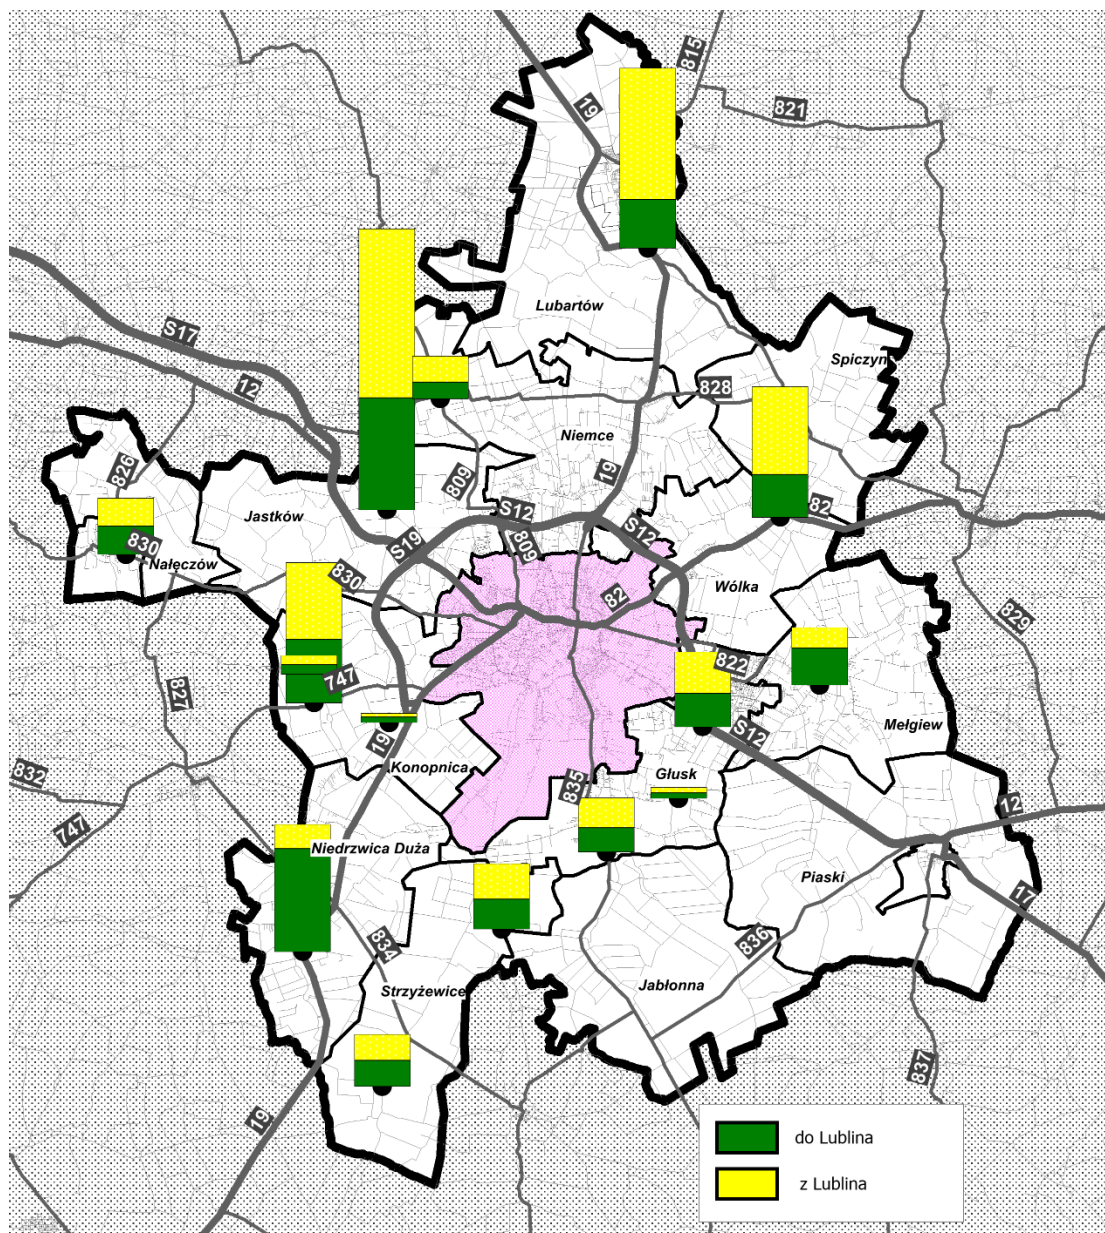 815
19
821
Lubartów
S17
12
Spiczyn
828
Niemce
19
826
809
Jastków
S12
82
S12
S19
809
830
Nałęczów
830
Wólka
82
829
822
827
747
Mełgiew
S12
19
Konopnica
Głusk
832
835
12
747
Niedrzwica Duża
Piaski
17
834
836
Strzyżewice
Jabłonna
837
19
do Lublina
z Lublina